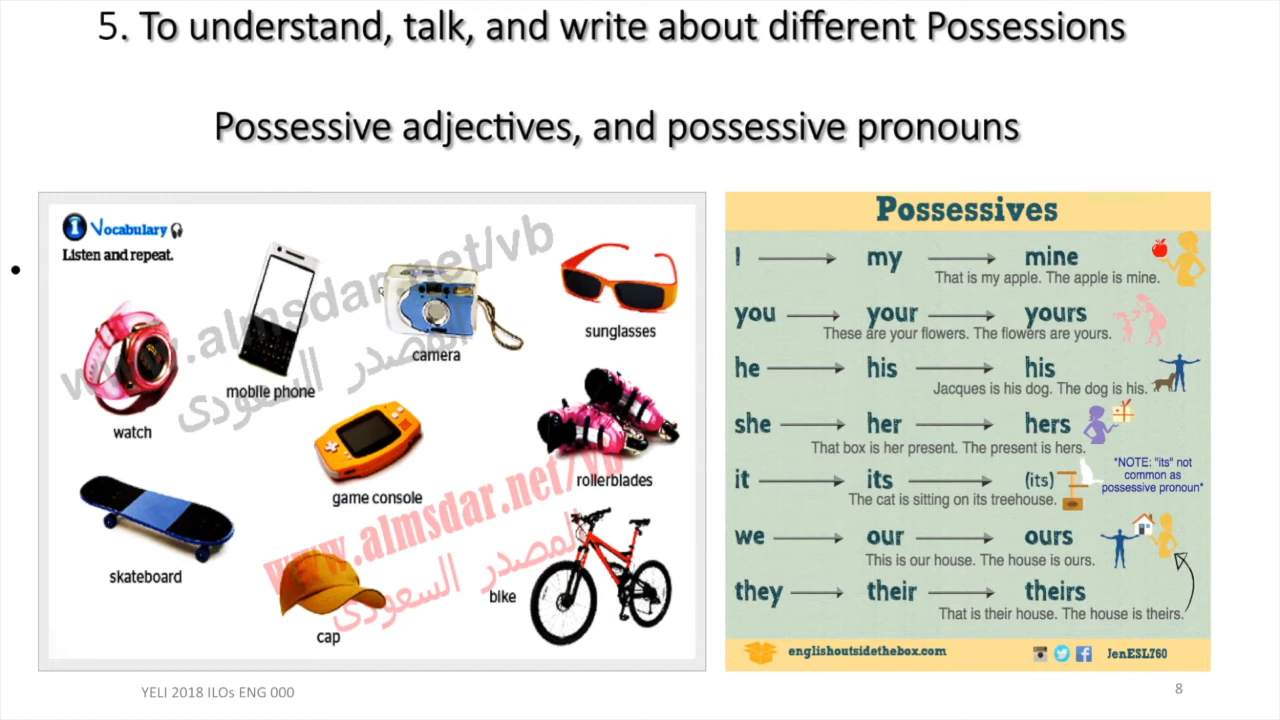 5. To understand, talk, and write about different Possessions
Possessive adjectives, and possessive pronouns
•
1 Vocabulary
Listen and repeat.
www.almsdar.net/vb
المصدر السعودى
watch
mobile phone
camera
sunglasses
game console
rollerblades
skateboard
www.almsdar.net/vb
المصدر السعودى
cap
bike
Possessives
I my mine
That is my apple. The apple is mine.
you your yours
These are your flowers. The flowers are yours.
he his his
Jacques is his dog. The dog is his.
she her hers
That box is her present. The present is hers.
it its (its)
*NOTE: "its" not
common as
possessive pronoun*
The cat is sitting on its treehouse.
we our ours
This is our house. The house is ours.
they their theirs
That is their house. The house is theirs.
englishoutsidethebox.com JenESL760
YELI 2018 ILOs ENG 000
8